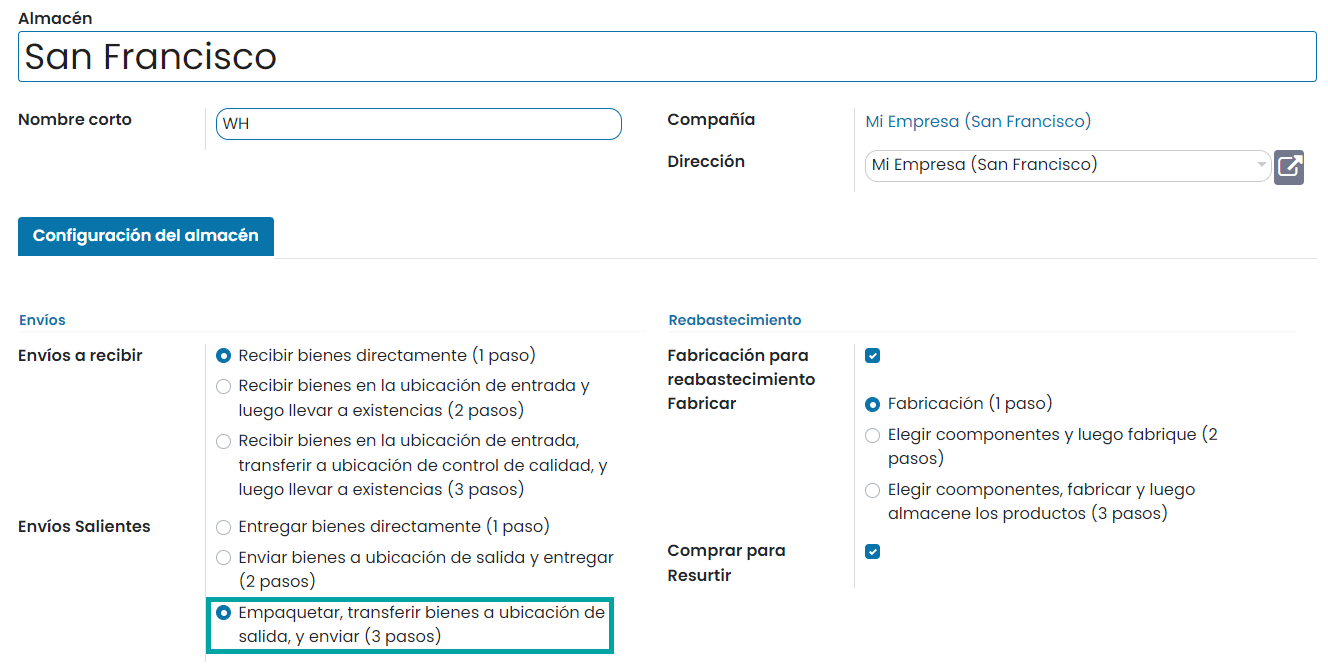 Almacén
San Francisco
Nombre corto
WH
Compañía
Mi Empresa (San Francisco)
Dirección
Mi Empresa (San Francisco)
Configuración del almacén
Envíos
Envíos a recibir
Recibir bienes directamente (1 paso)
Recibir bienes en la ubicación de entrada y
luego llevar a existencias (2 pasos)
Recibir bienes en la ubicación de entrada,
transferir a ubicación de control de calidad, y
luego llevar a existencias (3 pasos)
Envíos Salientes
Entregar bienes directamente (1 paso)
Enviar bienes a ubicación de salida y entregar
(2 pasos)
Empaquetar, transferir bienes a ubicación de
salida, y enviar (3 pasos)
Reabastecimiento
Fabricación para
reabastecimiento
Fabricar
Fabricación (1 paso)
Elegir coomponentes y luego fabrique (2
pasos)
Elegir coomponentes, fabricar y luego
almacene los productos (3 pasos)
Comprar para
Resurtir